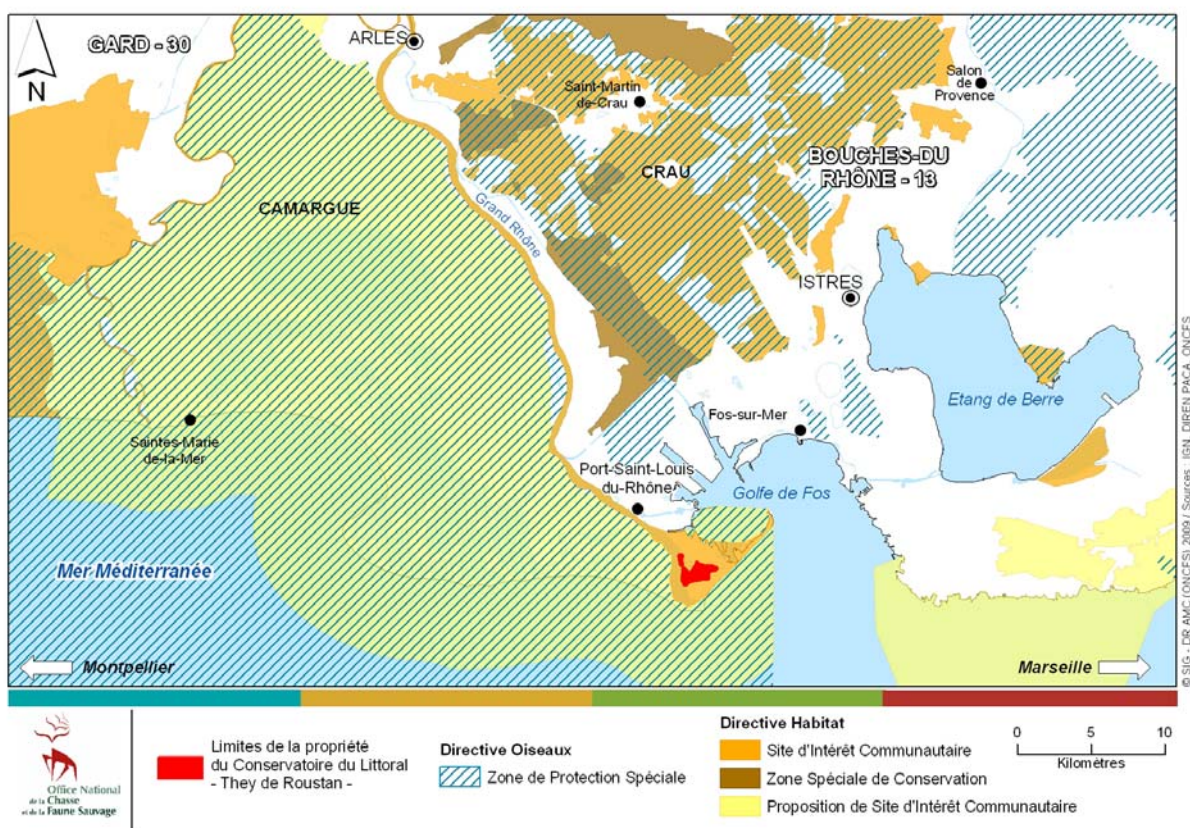 GARD - 30
ARLES
N
Saint-Martin
de-Crau
Salon
de
Provence
BOUCHES-DU
RHÔNE - 13
CRAU
CAMARGUE
Grand Rhône
ISTRES
Etang de Berre
Saintes-Marie
de-la-Mer
Fos-sur-Mer
Port-Saint-Louis
du-Rhône
Golfe de Fos
Mer Méditerranée
Montpellier
Marseille
© SIG - DR AMC (ONCFS) 2009 / Sources : IGN, DIREN PACA, ONCFS
Office National
de la Chasse
et de la Faune Sauvage
Limites de la propriété
du Conservatoire du Littoral
- They de Roustan -
Directive Oiseaux
Zone de Protection Spéciale
Directive Habitat
Site d'Intérêt Communautaire
Zone Spéciale de Conservation
Proposition de Site d'Intérêt Communautaire
0 5 10
Kilomètres